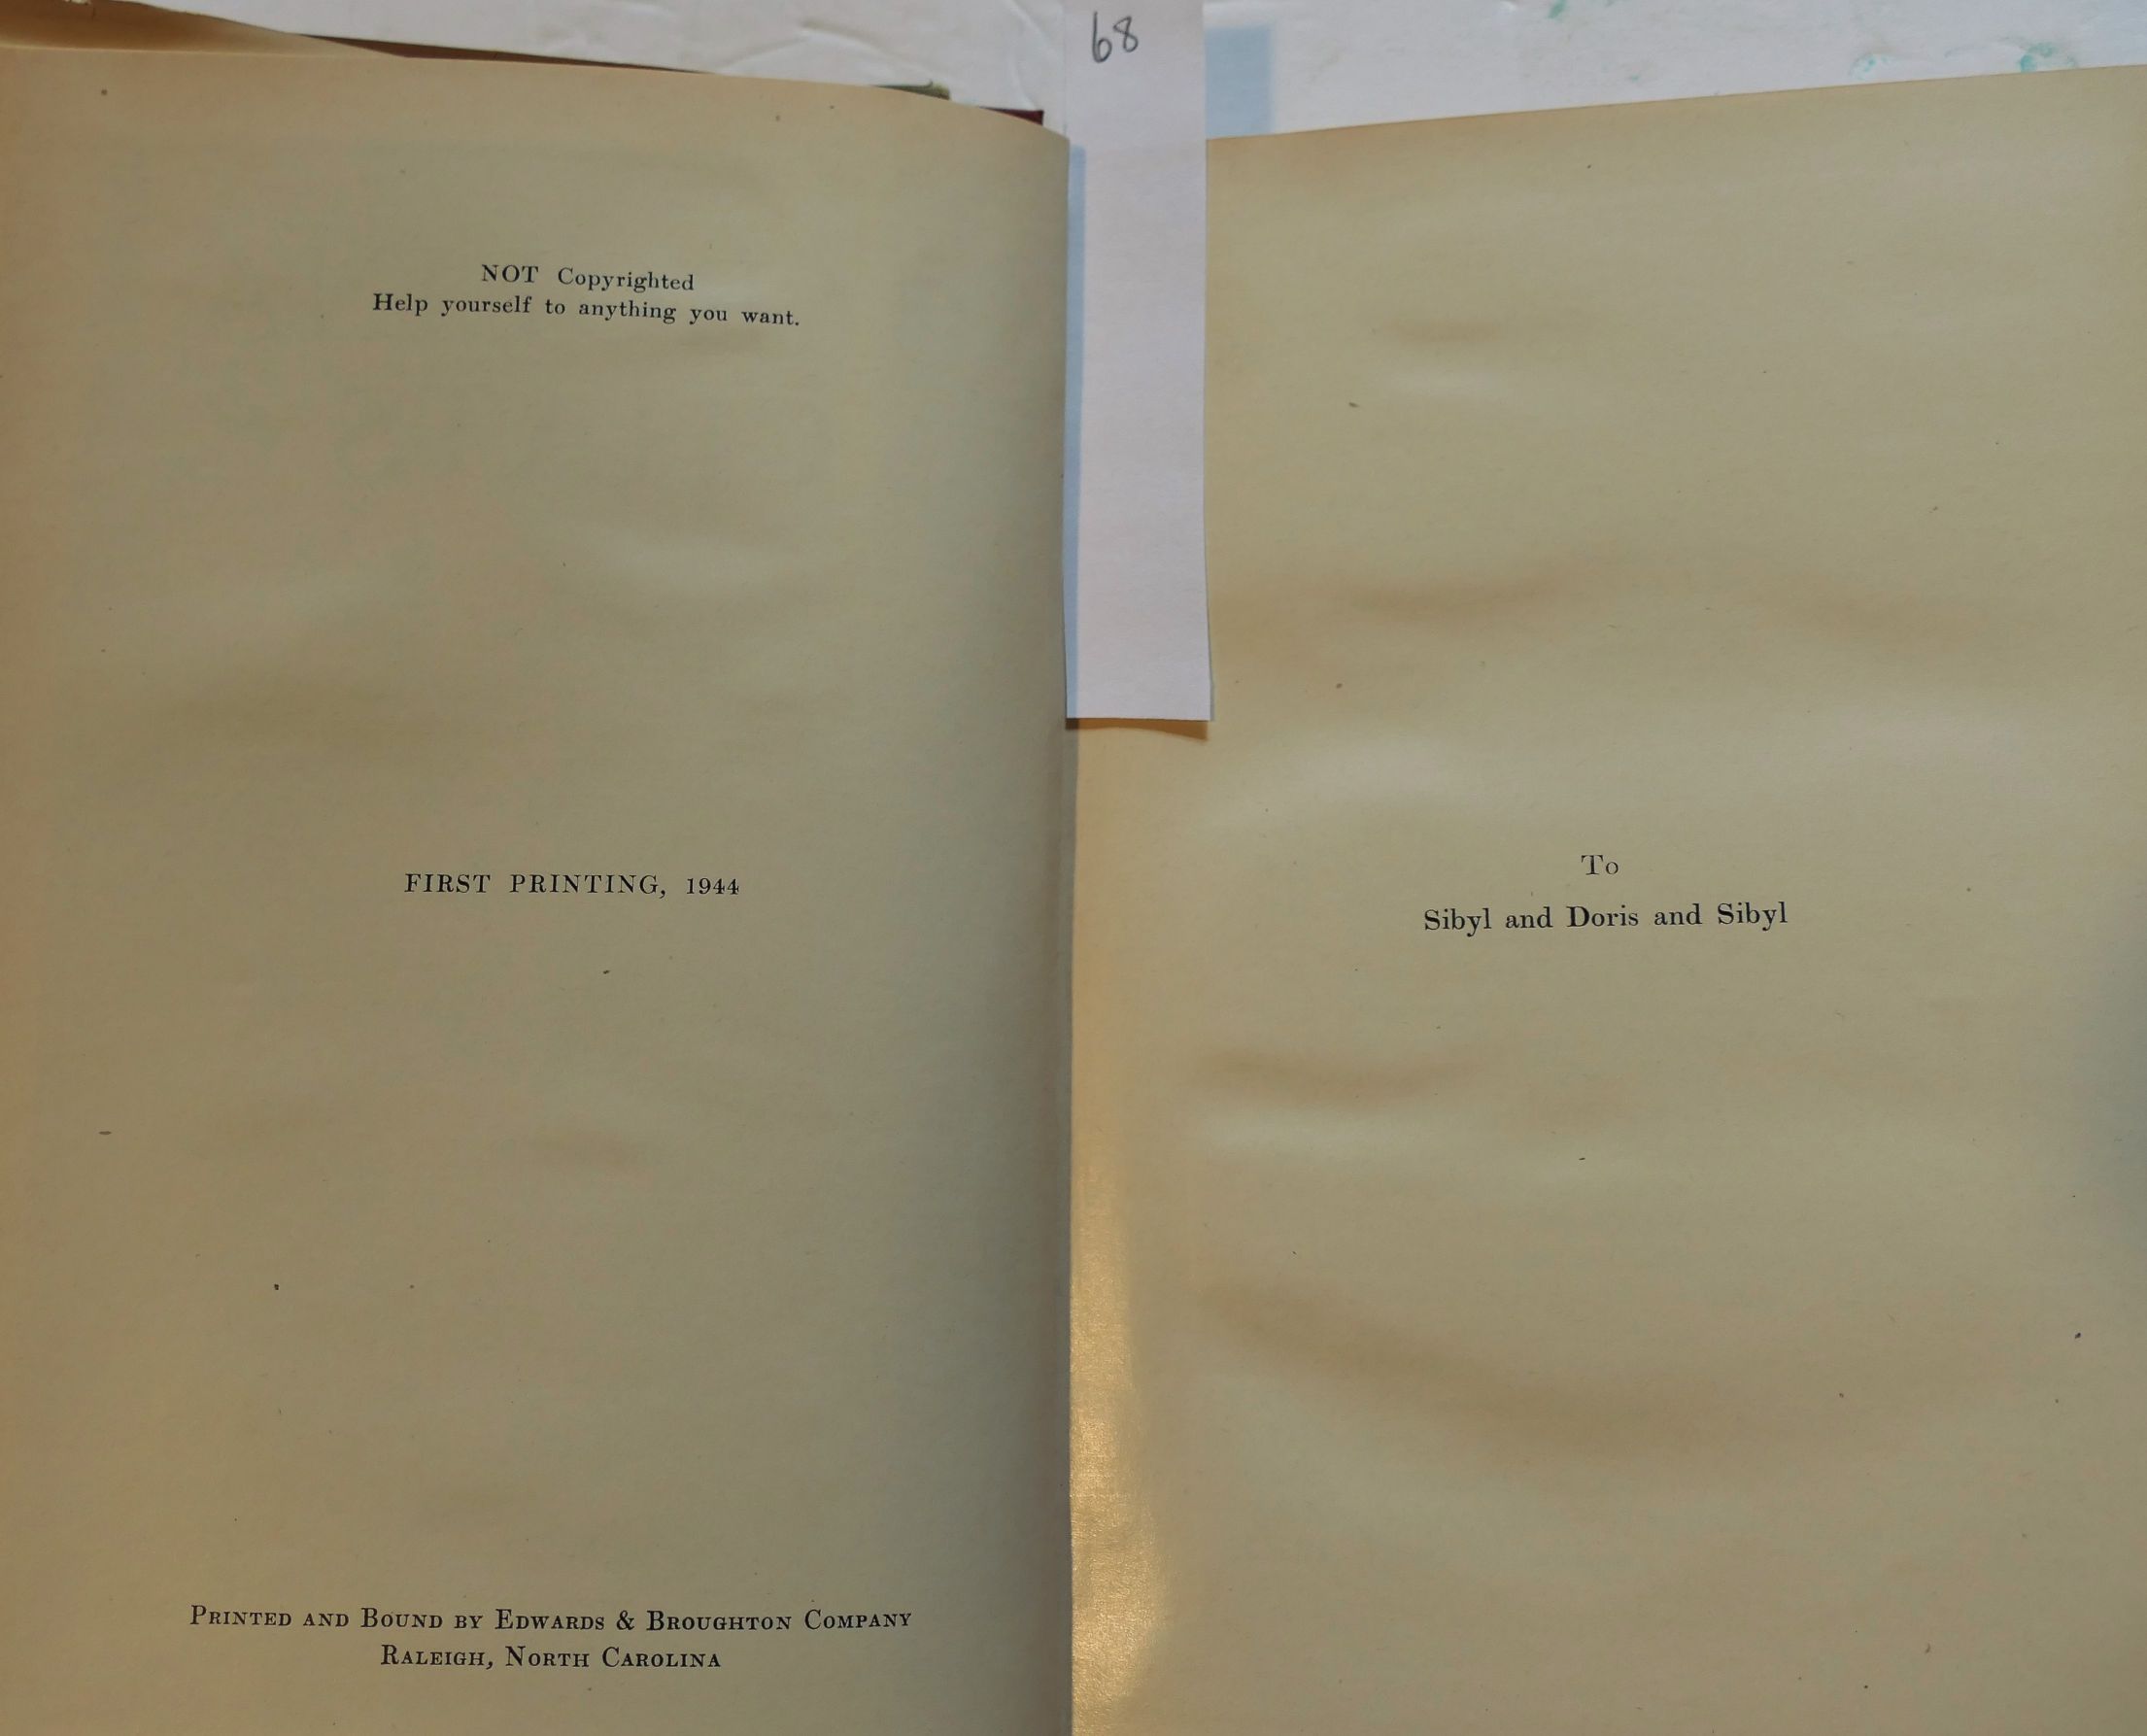 68
NOT Copyrighted
Help yourself to anything you want.
FIRST PRINTING, 1944
PRINTED AND BOUND BY EDWARDS & BROUGHTON COMPANY
RALEIGH, NORTH CAROLINA
To
Sibyl and Doris and Sibyl